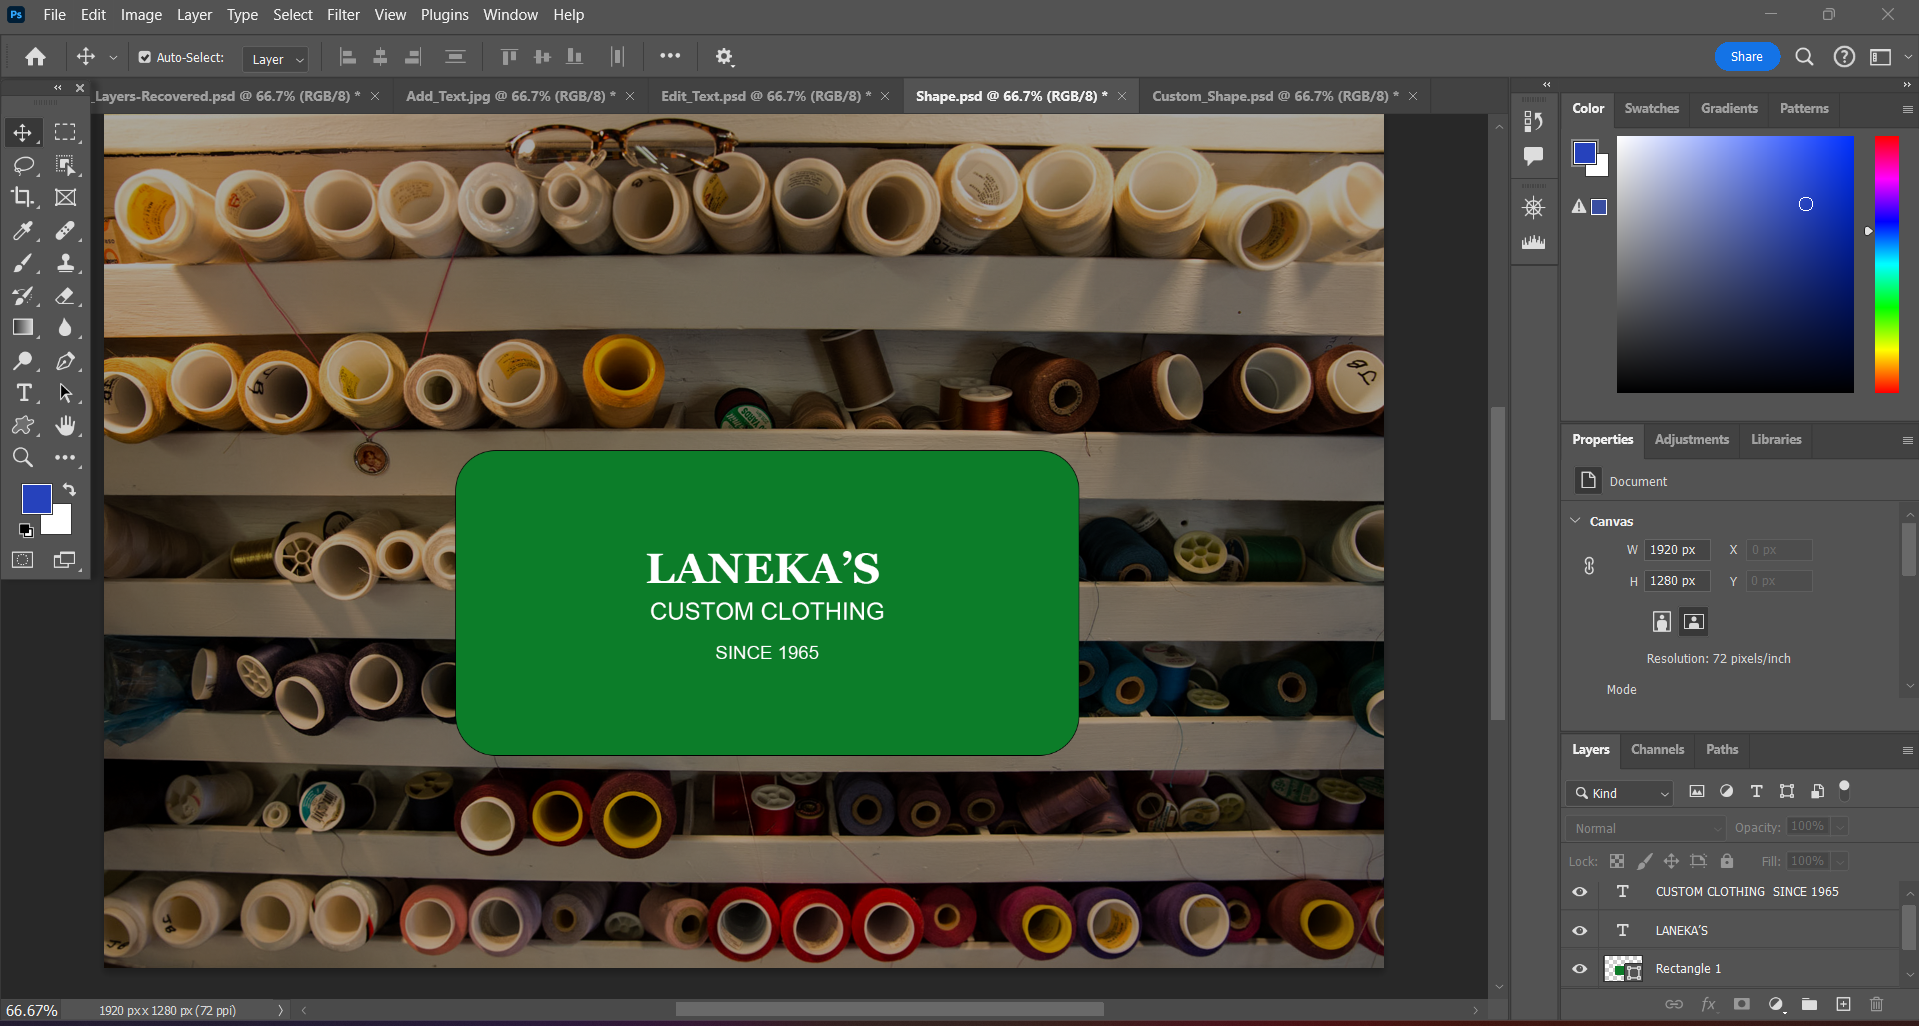 Ps File Edit Image Layer Type Select Filter View Plugins Window Help
Auto-Select: Layer Share
_Layers-Recovered.psd @ 66.7% (RGB/8) * Add_Text.jpg @ 66.7% (RGB/8) * Edit_Text.psd @ 66.7% (RGB/8) * Shape.psd @ 66.7% (RGB/8) * Custom_Shape.psd @ 66.7% (RGB/8) *
Color Swatches Gradients Patterns
LANEKA’S
CUSTOM CLOTHING
SINCE 1965
Properties Adjustments Libraries
Document
Canvas
W 1920 px X 0 px
H 1280 px Y 0 px
Resolution: 72 pixels/inch
Mode
Layers Channels Paths
Kind
Normal Opacity: 100%
Lock: Fill: 100%
CUSTOM CLOTHING SINCE 1965
LANEKA’S
Rectangle 1
66.67% 1920 px x 1280 px (72 ppi)